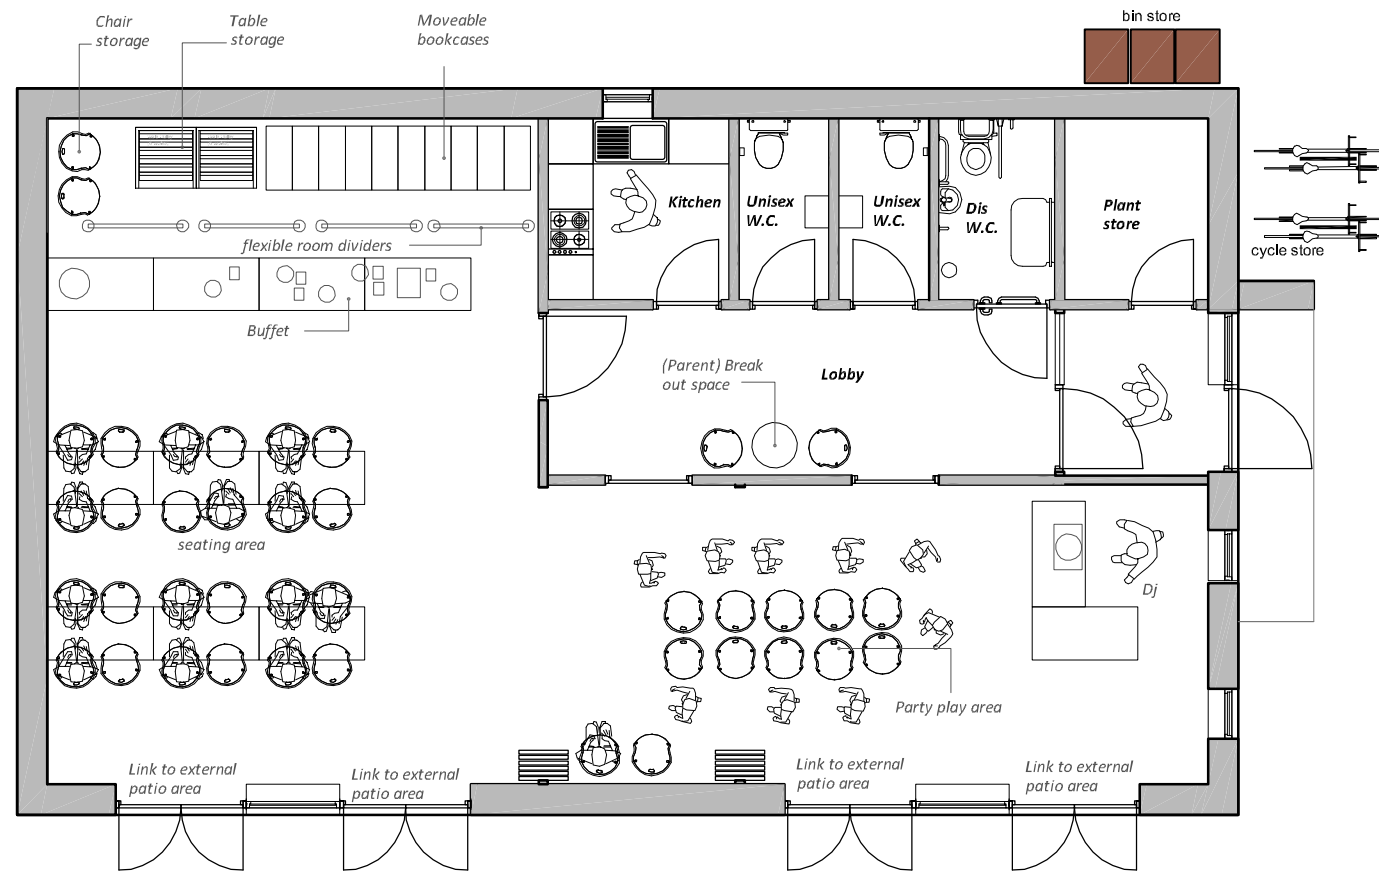 bin store
Chair
storage
Table
storage
Moveable
bookcases
Kitchen
Unisex
W.C.
Unisex
W.C.
Dis
W.C.
Plant
store
flexible room dividers
cycle store
Buffet
(Parent) Break
out space
Lobby
seating area
Dj
Party play area
Link to external
patio area
Link to external
patio area
Link to external
patio area
Link to external
patio area